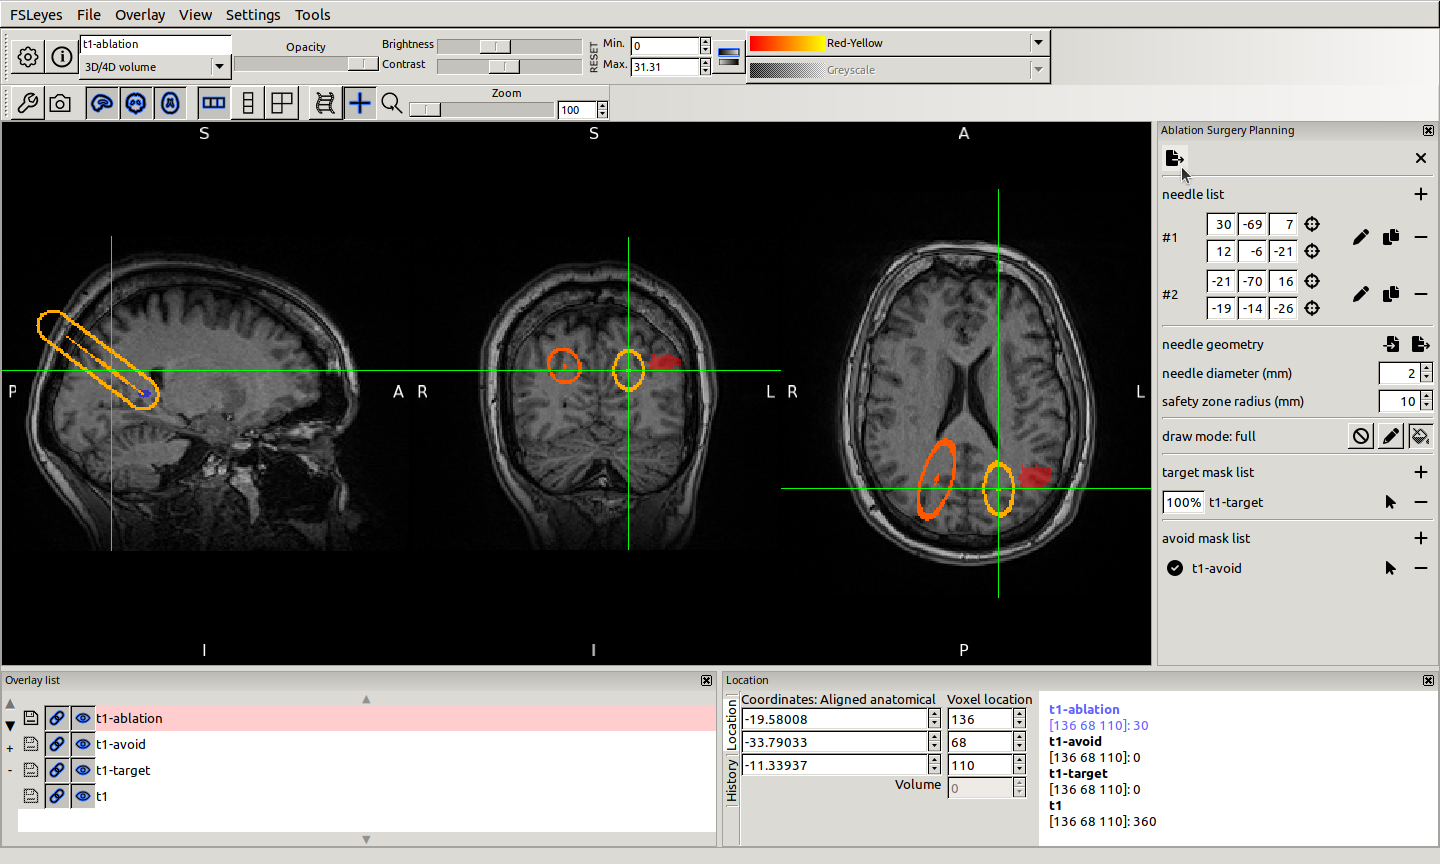 FSLeyes File Overlay View Settings Tools
t1-ablation
3D/4D volume
Opacity
Brightness
Contrast
RESET
Min. 0
Max. 31.31
Red-Yellow
Greyscale
Zoom
100
S S A
P A R L R L
I I P
Ablation Surgery Planning
needle list
#1
30 -69 7
12 -6 -21
#2
-21 -70 16
-19 -14 -26
needle geometry
needle diameter (mm) 2
safety zone radius (mm) 10
draw mode: full
target mask list
100% t1-target
avoid mask list
t1-avoid
Overlay list
t1-ablation
t1-avoid
t1-target
t1
Location
Location
History
Coordinates: Aligned anatomical Voxel location
-19.58008 136
-33.79033 68
-11.33937 110
Volume 0
t1-ablation
[136 68 110]: 30
t1-avoid
[136 68 110]: 0
t1-target
[136 68 110]: 0
t1
[136 68 110]: 360